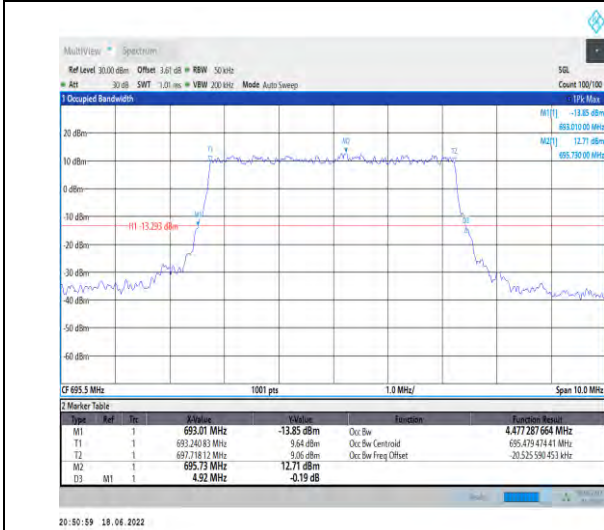 MultiView Spectrum
Ref Level 30.00 dBm Offset 3.61 dB RBW 50 kHz SGL
Att 30 dB SWT 1.01 ms VBW 200 kHz Mode Auto Sweep Count 100/100
1 Occupied Bandwidth 1Pk Max
M1[1] -13.85 dBm
693.010 00 MHz
M2[1] 12.71 dBm
695.730 00 MHz
20 dBm
T1 M2 T2
10 dBm
0 dBm
-10 dBm
M1
H1 -13.293 dBm
-20 dBm
-30 dBm
-40 dBm
-50 dBm
-60 dBm
CF 695.5 MHz 1001 pts 1.0 MHz/ Span 10.0 MHz
2 Marker Table
Type Ref Trc X-Value Y-Value Function Function Result
M1 1 693.01 MHz -13.85 dBm Occ Bw 4.477 287 664 MHz
T1 1 693.240 83 MHz 9.64 dBm Occ Bw Centroid 695.479 474 41 MHz
T2 1 697.718 12 MHz 9.06 dBm Occ Bw Freq Offset -20.525 590 453 kHz
M2 1 695.73 MHz 12.71 dBm
D3 M1 1 4.92 MHz -0.19 dB
20:50:59 18.06.2022